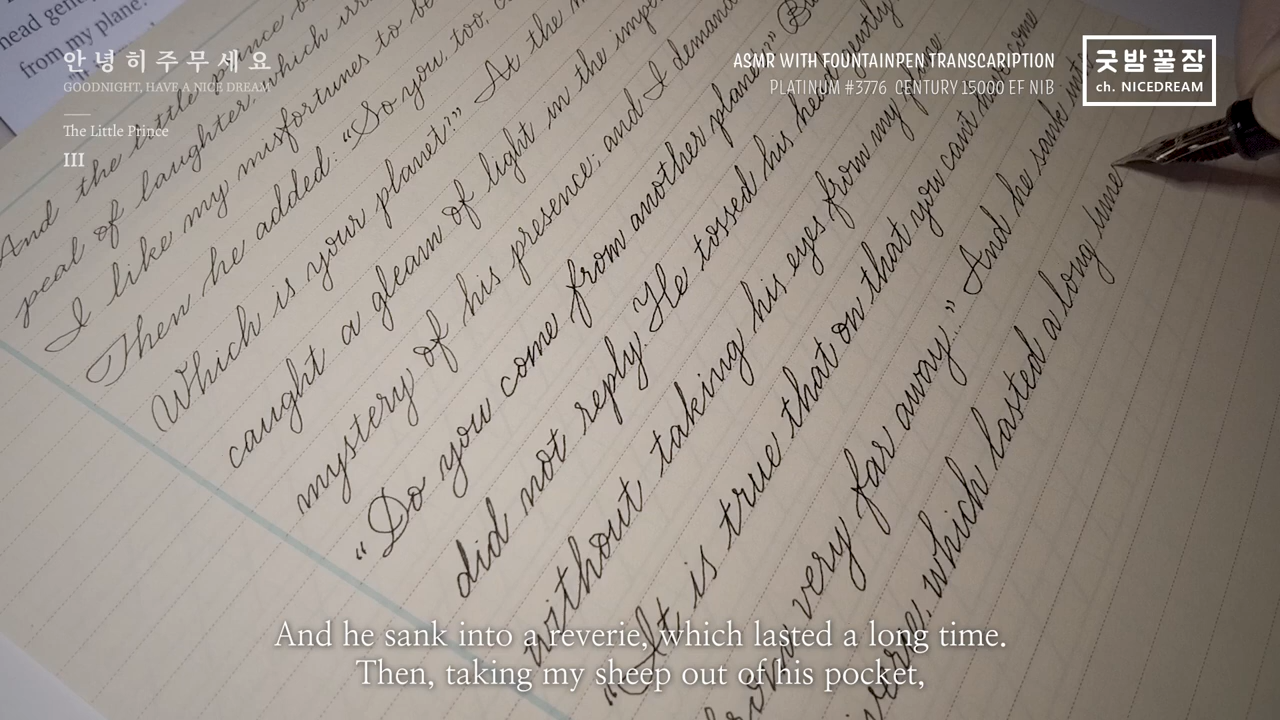 head gene
from my plane.
안녕히주무세요
GOODNIGHT, HAVE A NICE DREAM
The Little Prince
III
ASMR WITH FOUNTAINPEN TRANSCARIPTION
PLATINUM #3776 CENTURY 15000 EF NIB
굿밤꿀잠
ch. NICEDREAM
And the little prince
peal of laughter, which
I like my misfortunes to be
Then he added: "So you, too,
Which is your planet?" At the
caught a gleam of light in the
mystery of his presence; and I demand
"Do you come from another planet?" But
did not reply. He tossed his head gently
without taking his eyes from my plane
"It is true that on that you can't have come
from very far away..." And he sank into
reverie, which lasted a long time
And he sank into a reverie, which lasted a long time.
Then, taking my sheep out of his pocket,